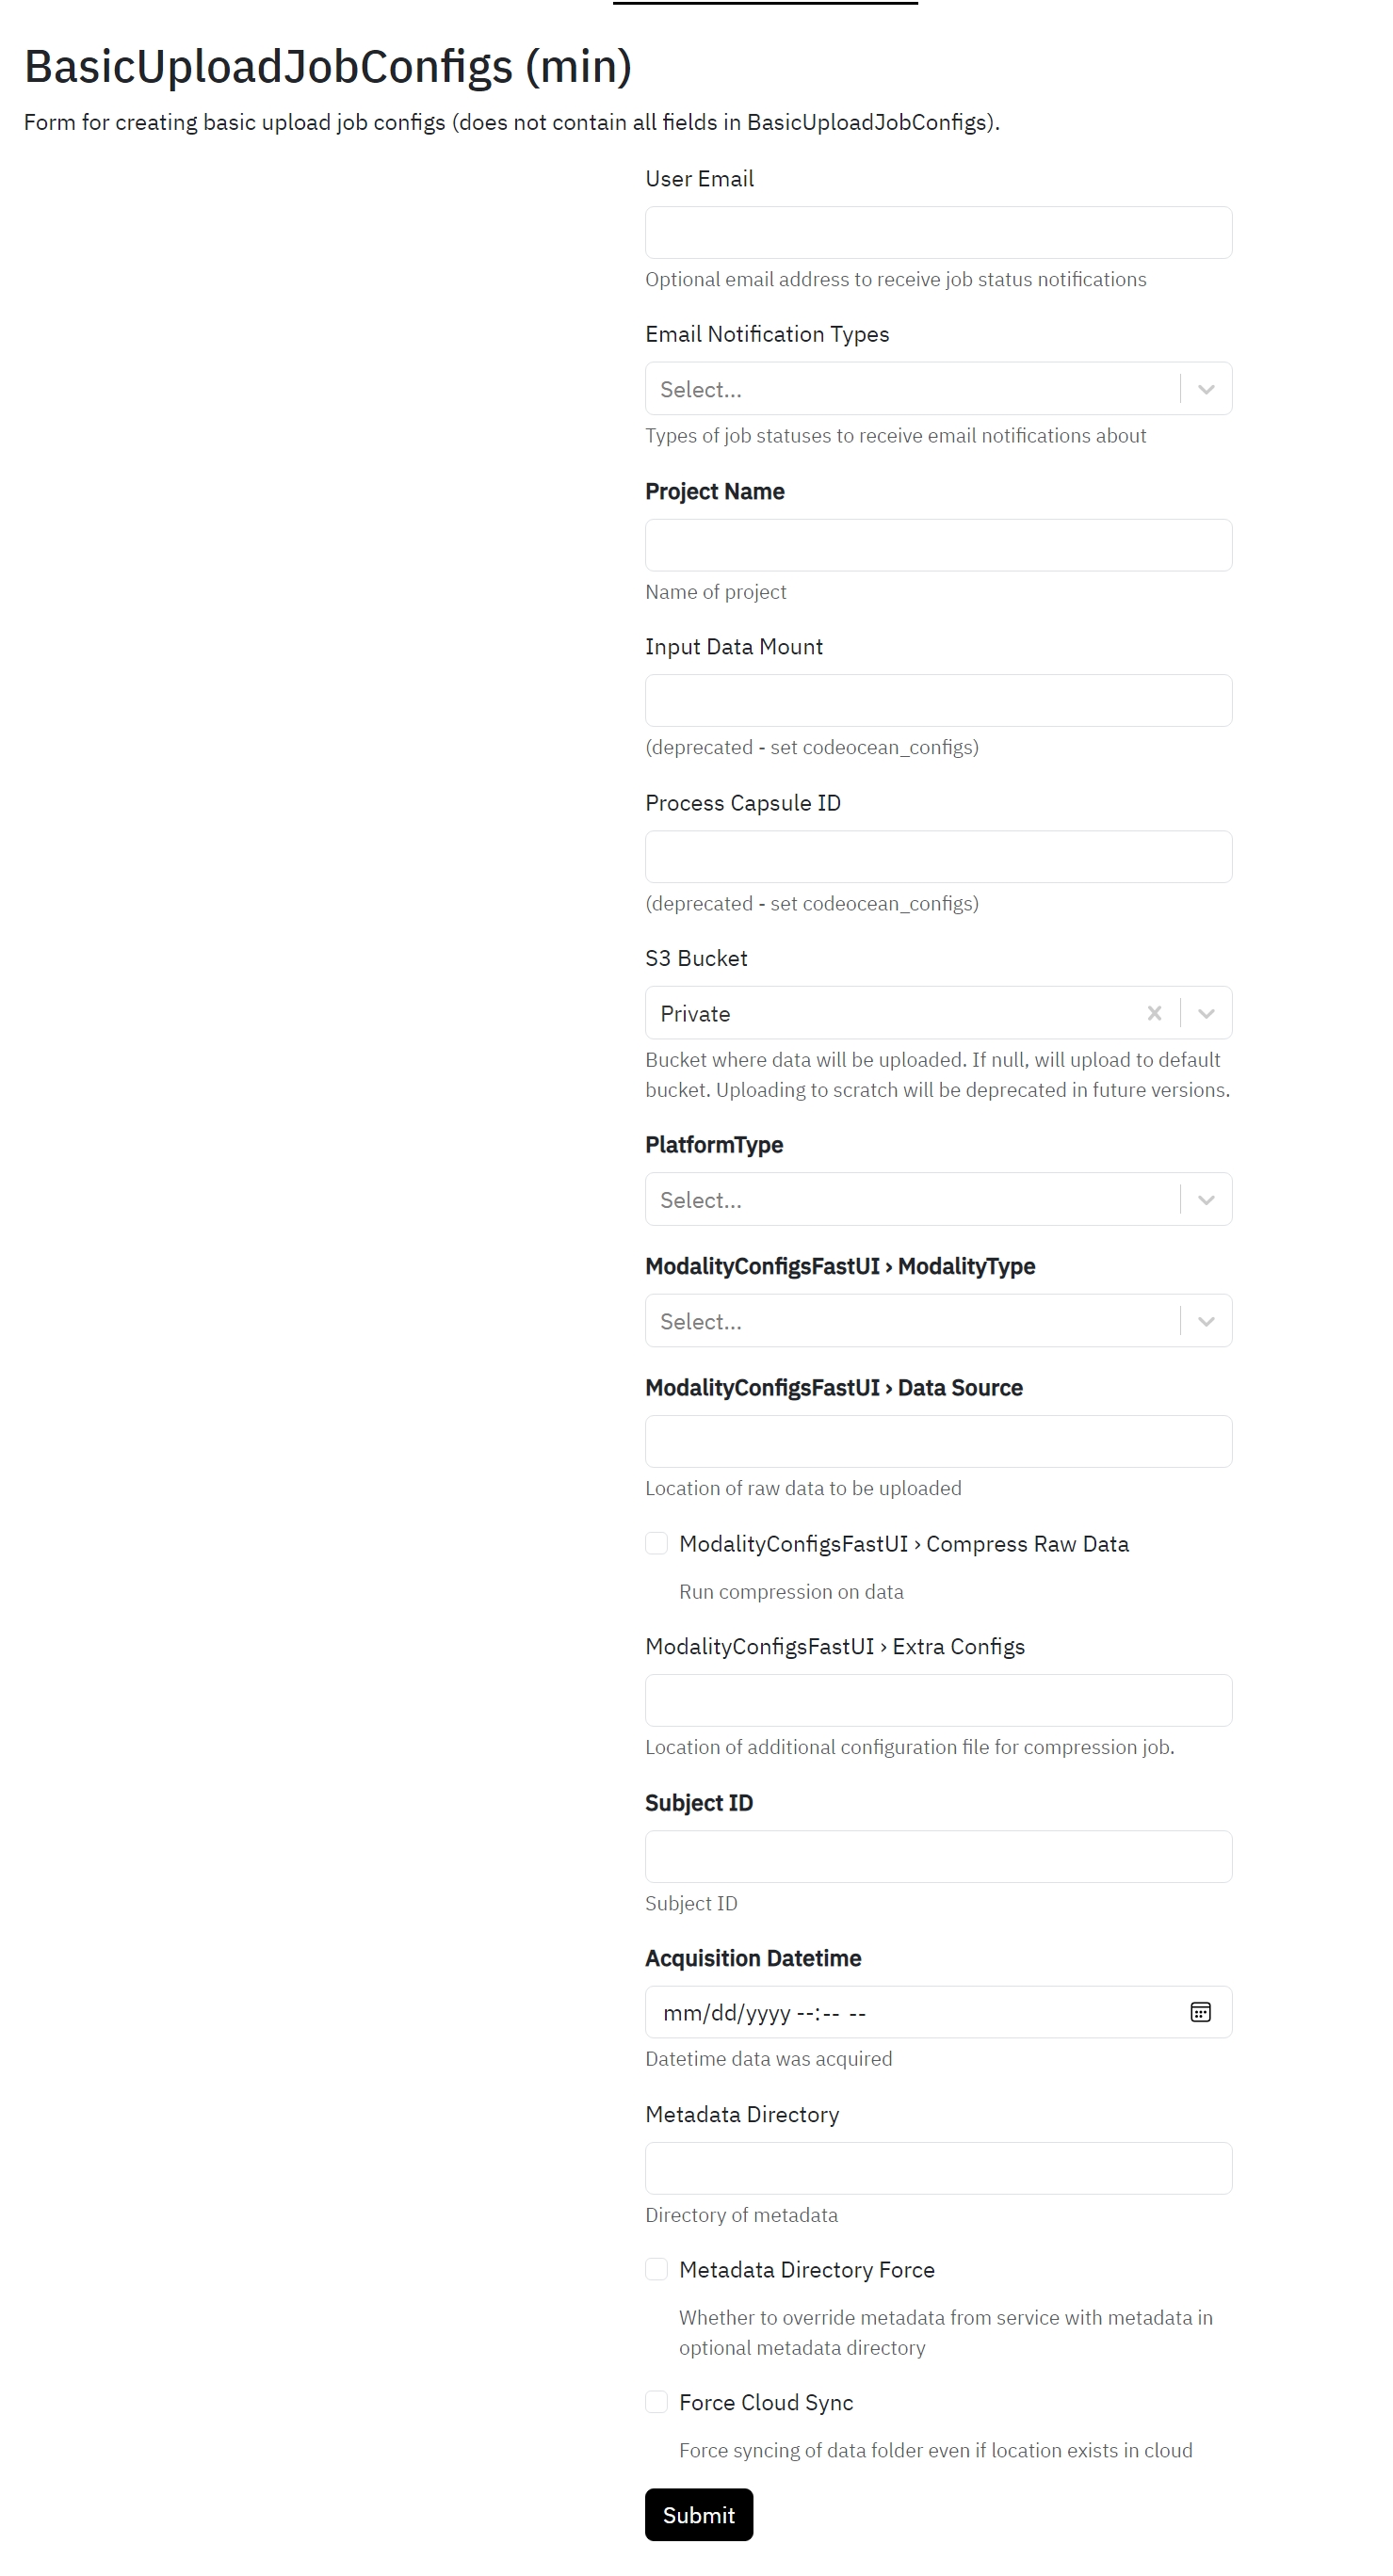 BasicUploadJobConfigs (min)
Form for creating basic upload job configs (does not contain all fields in BasicUploadJobConfigs).
User Email
Optional email address to receive job status notifications
Email Notification Types
Select...
Types of job statuses to receive email notifications about
Project Name
Name of project
Input Data Mount
(deprecated - set codeocean_configs)
Process Capsule ID
(deprecated - set codeocean_configs)
S3 Bucket
Private
Bucket where data will be uploaded. If null, will upload to default
bucket. Uploading to scratch will be deprecated in future versions.
PlatformType
Select...
ModalityConfigsFastUI › ModalityType
Select...
ModalityConfigsFastUI › Data Source
Location of raw data to be uploaded
ModalityConfigsFastUI › Compress Raw Data
Run compression on data
ModalityConfigsFastUI › Extra Configs
Location of additional configuration file for compression job.
Subject ID
Subject ID
Acquisition Datetime
mm/dd/yyyy --:-- --
Datetime data was acquired
Metadata Directory
Directory of metadata
Metadata Directory Force
Whether to override metadata from service with metadata in
optional metadata directory
Force Cloud Sync
Force syncing of data folder even if location exists in cloud
Submit